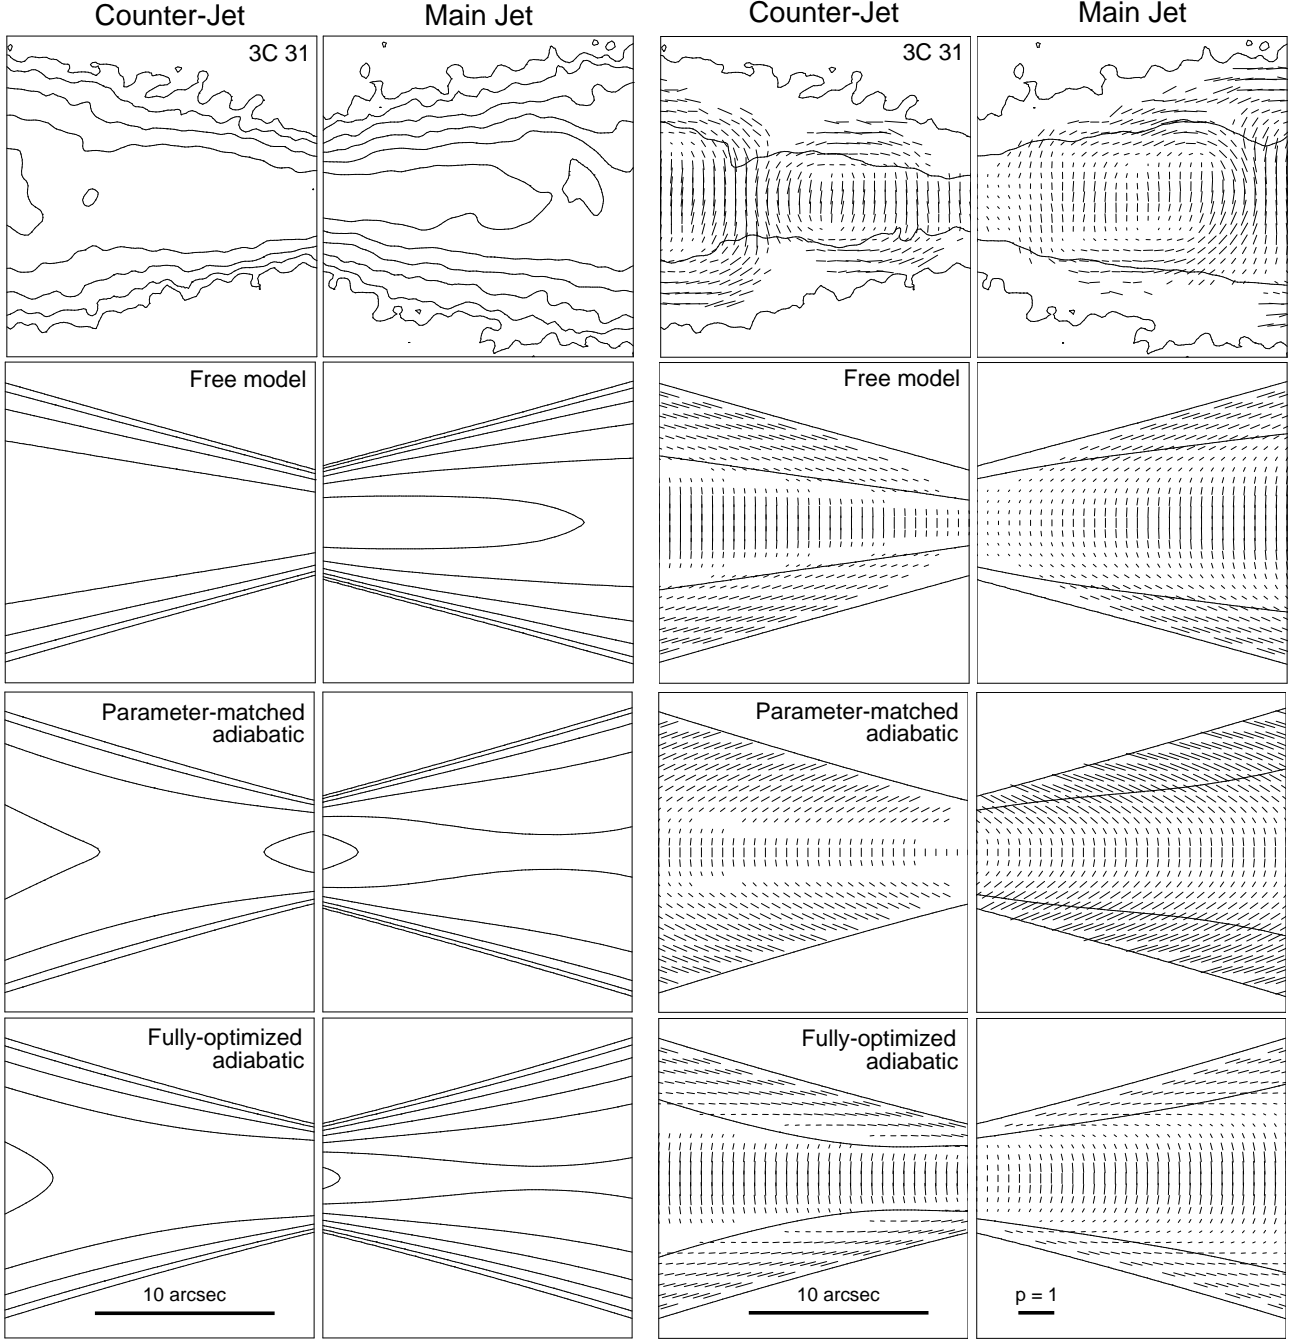 Counter-Jet
Main Jet
Counter-Jet
Main Jet
3C 31
3C 31
Free model
Free model
Parameter-matched
adiabatic
Parameter-matched
adiabatic
Fully-optimized
adiabatic
Fully-optimized
adiabatic
10 arcsec
10 arcsec
p = 1